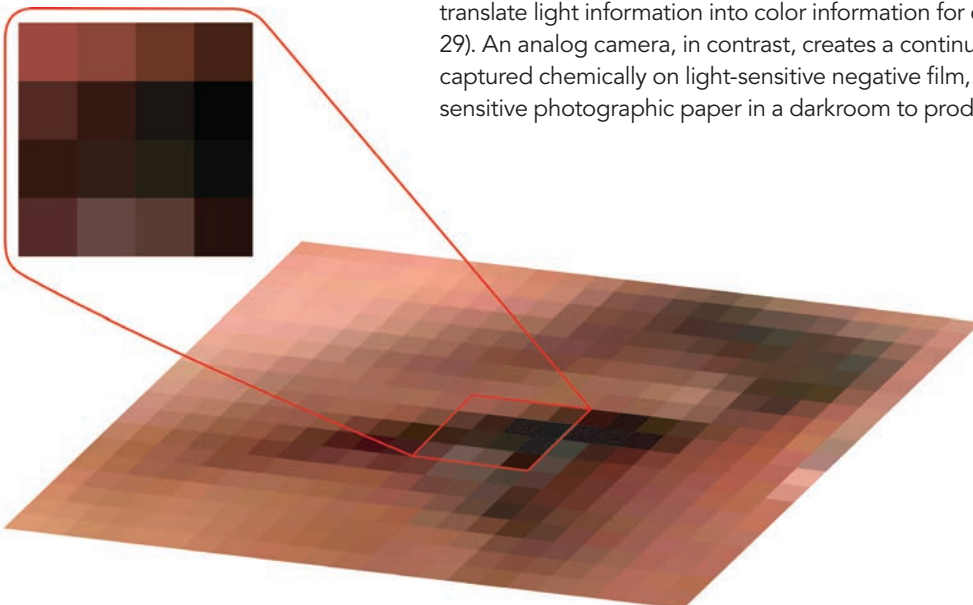 translate light information into color information for
29). An analog camera, in contrast, creates a continu
captured chemically on light-sensitive negative film,
sensitive photographic paper in a darkroom to prod